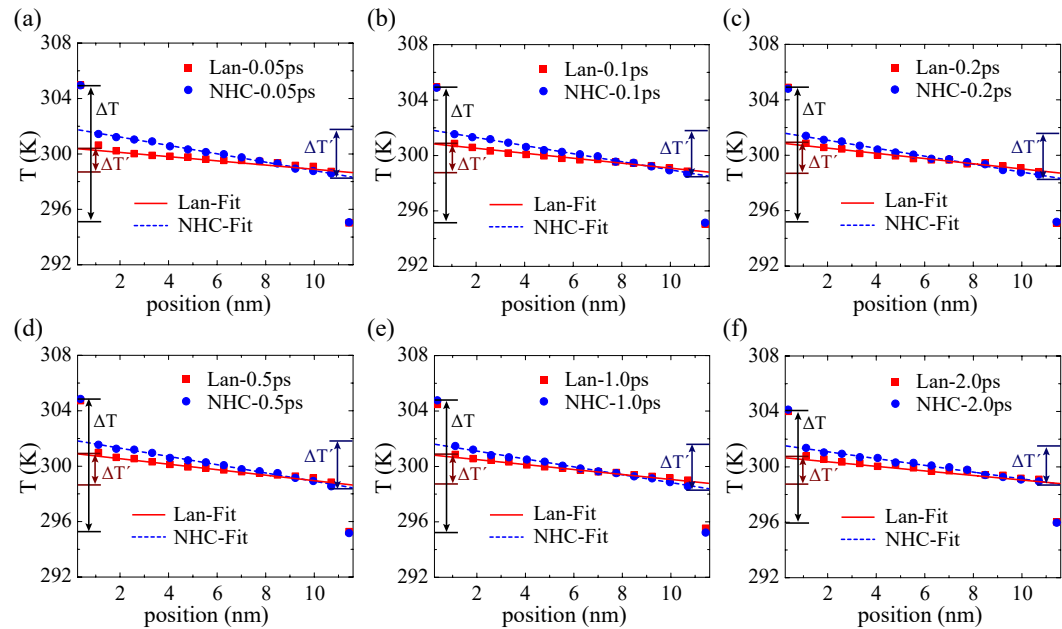 (a)
Lan-0.05ps
NHC-0.05ps
ΔT
ΔT′
ΔT′
Lan-Fit
NHC-Fit
T (K)
304
300
296
292
2 4 6 8 10
position (nm)
(b)
Lan-0.1ps
NHC-0.1ps
ΔT
ΔT′
ΔT′
Lan-Fit
NHC-Fit
T (K)
304
300
296
292
2 4 6 8 10
position (nm)
(c)
Lan-0.2ps
NHC-0.2ps
ΔT
ΔT′
ΔT′
Lan-Fit
NHC-Fit
T (K)
304
300
296
292
2 4 6 8 10
position (nm)
(d)
Lan-0.5ps
NHC-0.5ps
ΔT
ΔT′
ΔT′
Lan-Fit
NHC-Fit
T (K)
304
300
296
292
2 4 6 8 10
position (nm)
(e)
Lan-1.0ps
NHC-1.0ps
ΔT
ΔT′
ΔT′
Lan-Fit
NHC-Fit
T (K)
304
300
296
292
2 4 6 8 10
position (nm)
(f)
Lan-2.0ps
NHC-2.0ps
ΔT
ΔT′
ΔT′
Lan-Fit
NHC-Fit
T (K)
304
300
296
292
2 4 6 8 10
position (nm)